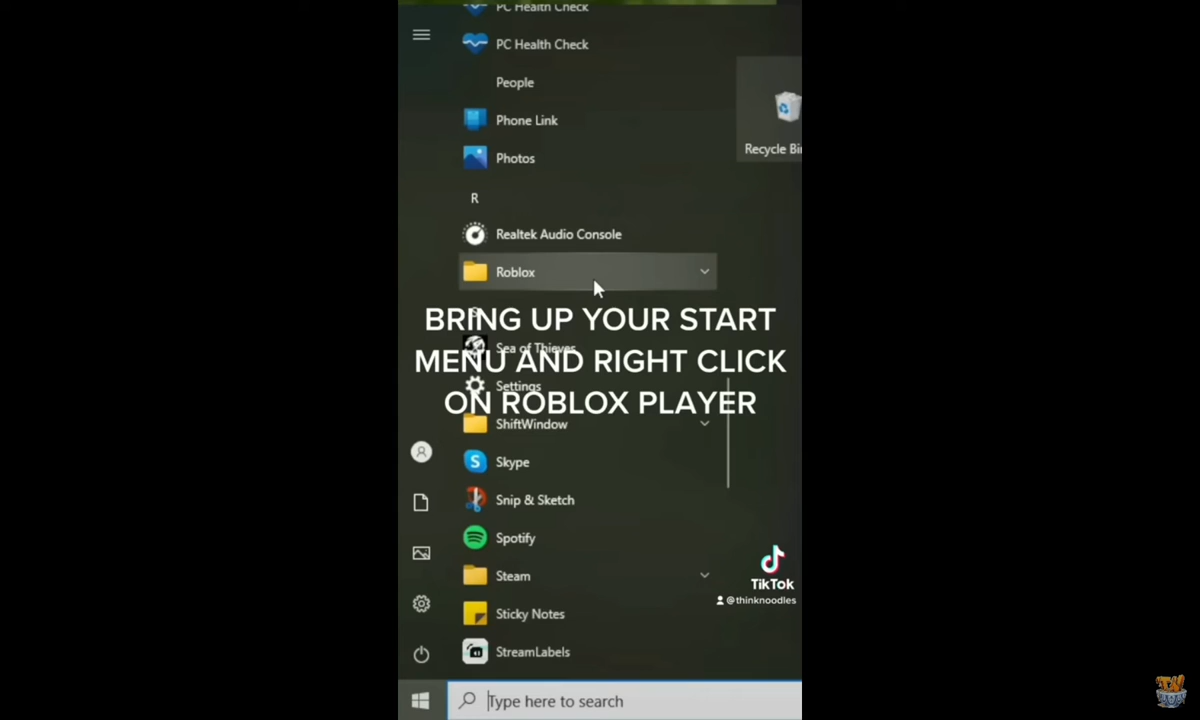 PC Health Check
PC Health Check
People
Phone Link
Photos
Recycle Bin
R
Realtek Audio Console
Roblox
BRING UP YOUR START
MENU AND RIGHT CLICK
ON ROBLOX PLAYER
Sea of Thieves
Settings
ShiftWindow
Skype
Snip & Sketch
Spotify
Steam
TikTok
@thinknoodles
Sticky Notes
StreamLabels
Type here to search